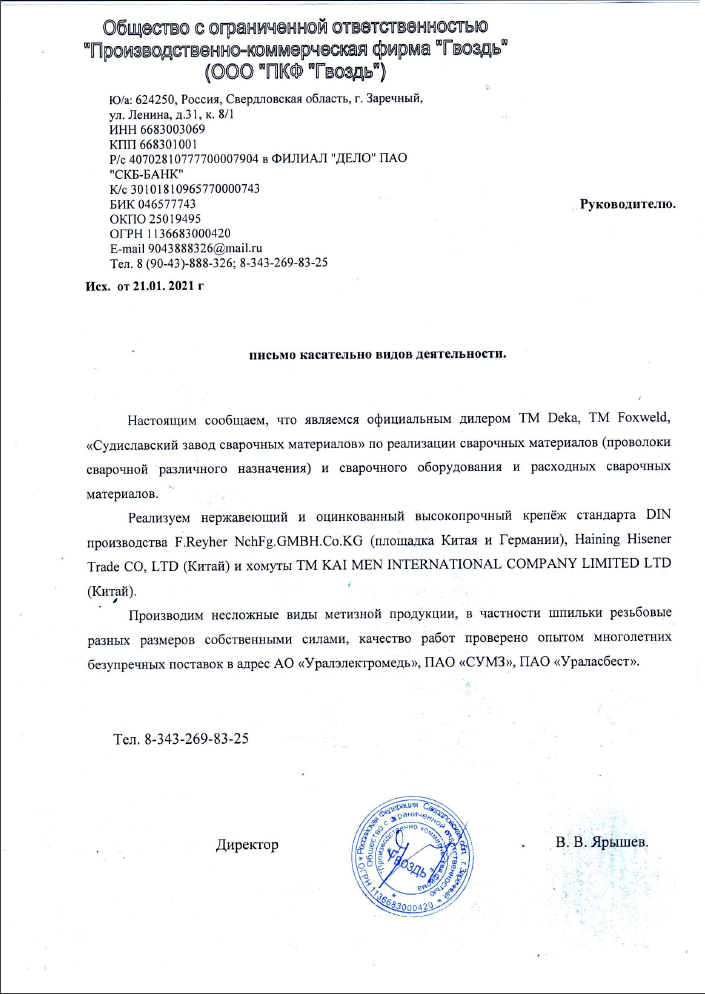 Общество с ограниченной ответственностью
"Производственно-коммерческая фирма "Гвоздь"
(ООО "ПКФ "Гвоздь")
Ю/а: 624250, Россия, Свердловская область, г. Заречный,
ул. Ленина, д.31, к. 8/1
ИНН 6683003069
КПП 668301001
Р/с 40702810777700007904 в ФИЛИАЛ "ДЕЛО" ПАО
"СКБ-БАНК"
К/с 30101810965770000743
БИК 046577743
Руководителю.
ОКПО 25019495
ОГРН 1136683000420
E-mail 9043888326@mail.ru
Тел. 8 (90-43)-888-326; 8-343-269-83-25
Исх. от 21.01. 2021 г
письмо касательно видов деятельности.
Настоящим сообщаем, что являемся официальным дилером ТМ Deka, ТМ Foxweld,
«Судиславский завод сварочных материалов» по реализации сварочных материалов (проволоки
сварочной различного назначения) и сварочного оборудования и расходных сварочных
материалов.
Реализуем нержавеющий и оцинкованный высокопрочный крепёж стандарта DIN
производства F.Reyher NchFg.GMBH.Co.KG (площадка Китая и Германии), Haining Hisener
Trade CO, LTD (Китай) и хомуты ТМ KAI MEN INTERNATIONAL COMPANY LIMITED LTD
(Китай).
Производим несложные виды метизной продукции, в частности шпильки резьбовые
разных размеров собственными силами, качество работ проверено опытом многолетних
безупречных поставок в адрес АО «Уралэлектромедь», ПАО «СУМЗ», ПАО «Ураласбест».
Тел. 8-343-269-83-25
Директор
В. В. Ярышев.
Российская Федерация Свердловская обл. г. Заречный
Общество с ограниченной ответственностью
Производственно коммерческая фирма
"ГВОЗДЬ"
1136683000420